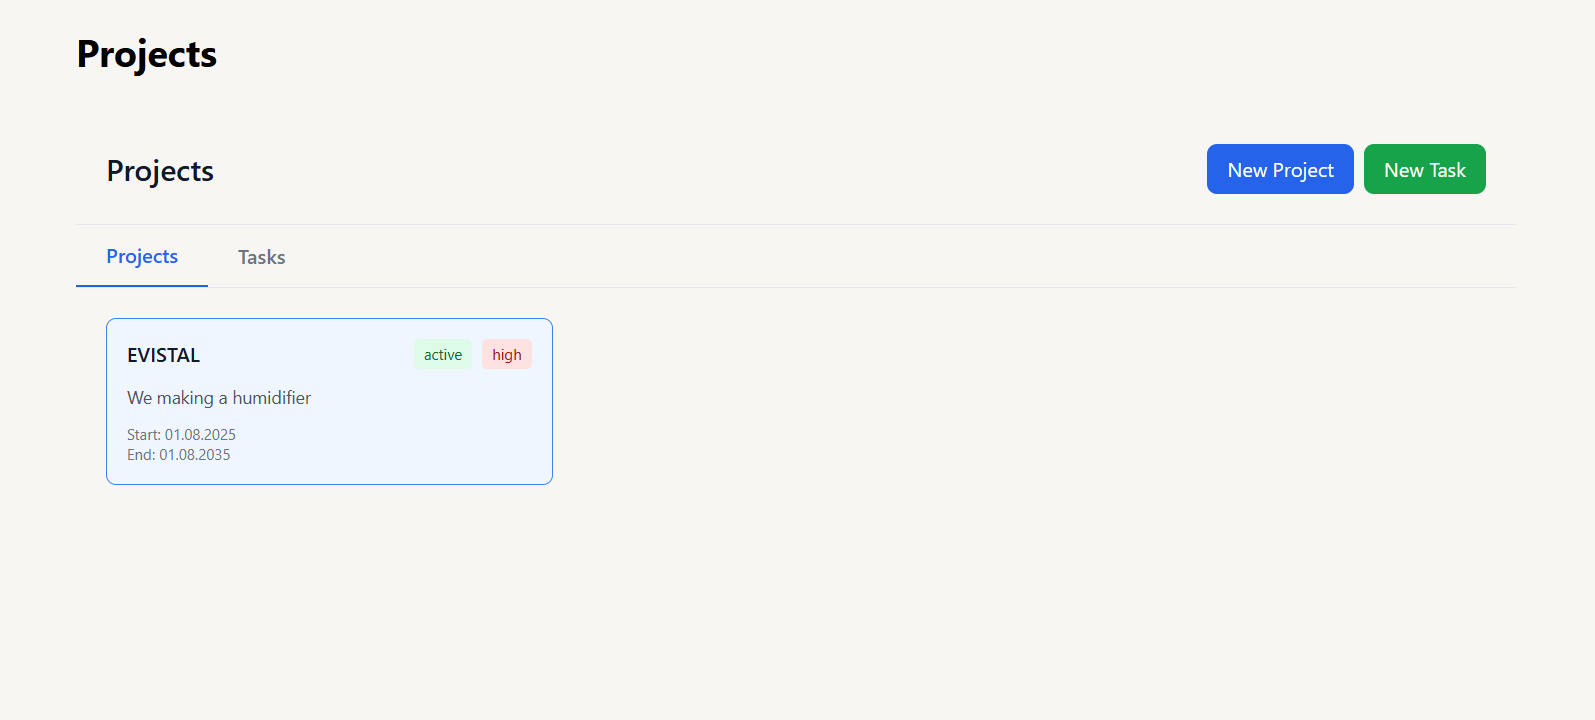 Projects
Projects
New Project
New Task
Projects
Tasks
EVISTAL
active
high
We making a humidifier
Start: 01.08.2025
End: 01.08.2035